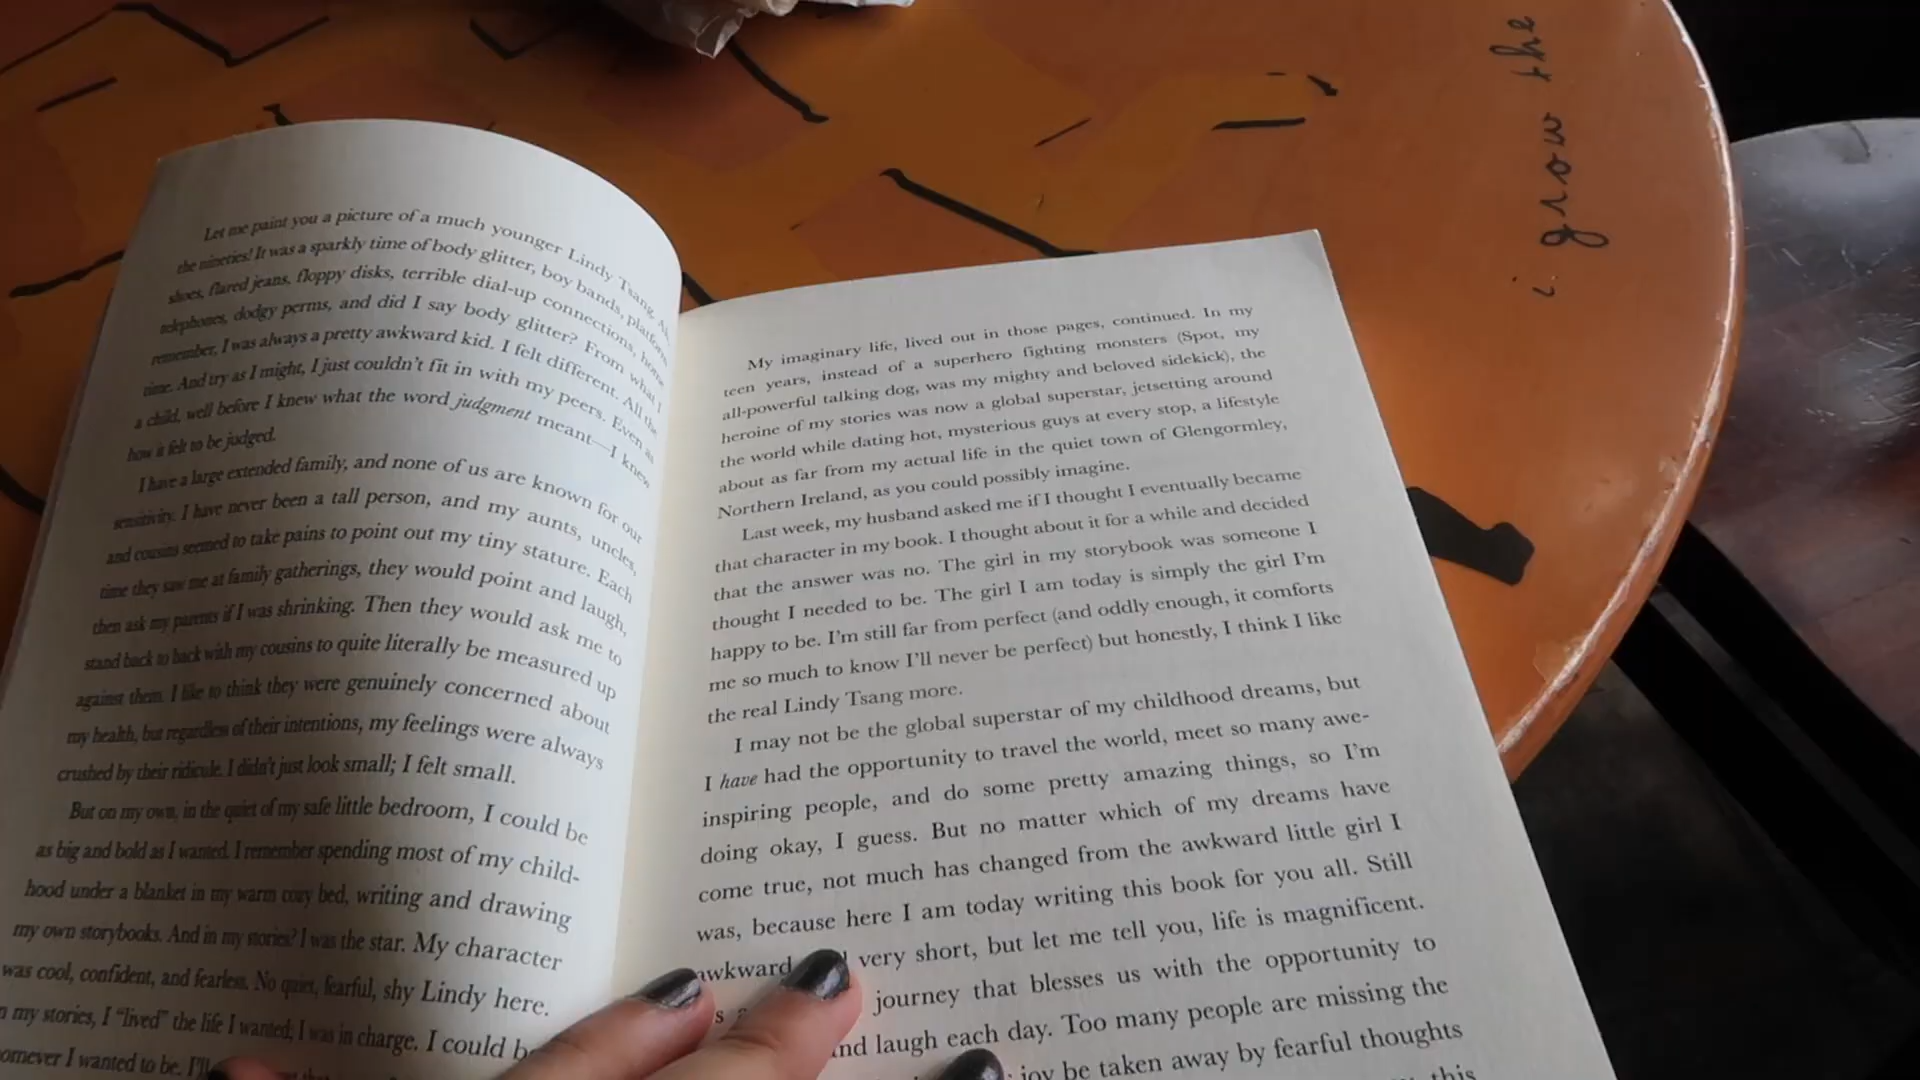 Let me paint you a picture of a much younger Lindy Tsang. Ah,
the nineties! It was a sparkly time of body glitter, boy bands, platform
shoes, flared jeans, floppy disks, terrible dial-up connections, home
telephones, dodgy perms, and did I say body glitter? From what I
remember, I was always a pretty awkward kid. I felt different. All the
time. And try as I might, I just couldn't fit in with my peers. Even as
a child, well before I knew what the word judgment meant—I knew
how it felt to be judged.
I have a large extended family, and none of us are known for our
sensitivity. I have never been a tall person, and my aunts, uncles,
and cousins seemed to take pains to point out my tiny stature. Each
time they saw me at family gatherings, they would point and laugh,
then ask my parents if I was shrinking. Then they would ask me to
stand back to back with my cousins to quite literally be measured up
against them. I like to think they were genuinely concerned about
my health, but regardless of their intentions, my feelings were always
crushed by their ridicule. I didn't just look small; I felt small.
But on my own, in the quiet of my safe little bedroom, I could be
as big and bold as I wanted. I remember spending most of my child-
hood under a blanket in my warm cozy bed, writing and drawing
my own storybooks. And in my stories? I was the star. My character
was cool, confident, and fearless. No quiet, fearful, shy Lindy here.
my stories, I "lived" the life I wanted; I was in charge. I could
I wanted to be. I'll
My imaginary life, lived out in those pages, continued. In my
teen years, instead of a superhero fighting monsters (Spot, my
all-powerful talking dog, was my mighty and beloved sidekick), the
heroine of my stories was now a global superstar, jetsetting around
the world while dating hot, mysterious guys at every stop, a lifestyle
about as far from my actual life in the quiet town of Glengormley,
Northern Ireland, as you could possibly imagine.
Last week, my husband asked me if I thought I eventually became
that character in my book. I thought about it for a while and decided
that the answer was no. The girl in my storybook was someone I
thought I needed to be. The girl I am today is simply the girl I'm
happy to be. I'm still far from perfect (and oddly enough, it comforts
me so much to know I'll never be perfect) but honestly, I think I like
the real Lindy Tsang more.
I may not be the global superstar of my childhood dreams, but
I have had the opportunity to travel the world, meet so many awe-
inspiring people, and do some pretty amazing things, so I'm
doing okay, I guess. But no matter which of my dreams have
come true, not much has changed from the awkward little girl I
was, because here I am today writing this book for you all. Still
awkward very short, but let me tell you, life is magnificent.
journey that blesses us with the opportunity to
and laugh each day. Too many people are missing the
joy be taken away by fearful thoughts
this
i grow the